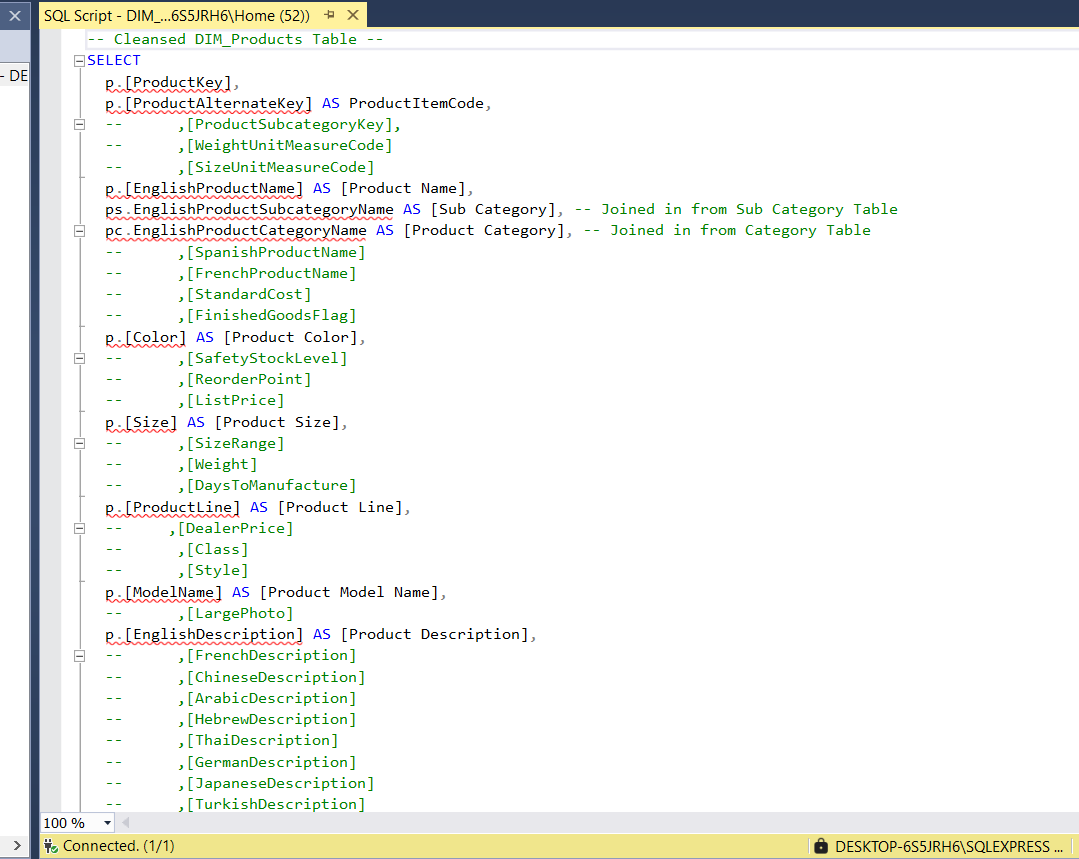 SQL Script - DIM_...6S5JRH6\Home (52))
- DE
-- Cleansed DIM_Products Table --
SELECT
p.[ProductKey],
p.[ProductAlternateKey] AS ProductItemCode,
--      ,[ProductSubcategoryKey],
--      ,[WeightUnitMeasureCode]
--      ,[SizeUnitMeasureCode]
p.[EnglishProductName] AS [Product Name],
ps.EnglishProductSubcategoryName AS [Sub Category], -- Joined in from Sub Category Table
pc.EnglishProductCategoryName AS [Product Category], -- Joined in from Category Table
--      ,[SpanishProductName]
--      ,[FrenchProductName]
--      ,[StandardCost]
--      ,[FinishedGoodsFlag]
p.[Color] AS [Product Color],
--      ,[SafetyStockLevel]
--      ,[ReorderPoint]
--      ,[ListPrice]
p.[Size] AS [Product Size],
--      ,[SizeRange]
--      ,[Weight]
--      ,[DaysToManufacture]
p.[ProductLine] AS [Product Line],
--     ,[DealerPrice]
--      ,[Class]
--      ,[Style]
p.[ModelName] AS [Product Model Name],
--      ,[LargePhoto]
p.[EnglishDescription] AS [Product Description],
--      ,[FrenchDescription]
--      ,[ChineseDescription]
--      ,[ArabicDescription]
--      ,[HebrewDescription]
--      ,[ThaiDescription]
--      ,[GermanDescription]
--      ,[JapaneseDescription]
--      ,[TurkishDescription]
100 %
Connected. (1/1)
DESKTOP-6S5JRH6\SQLEXPRESS ...